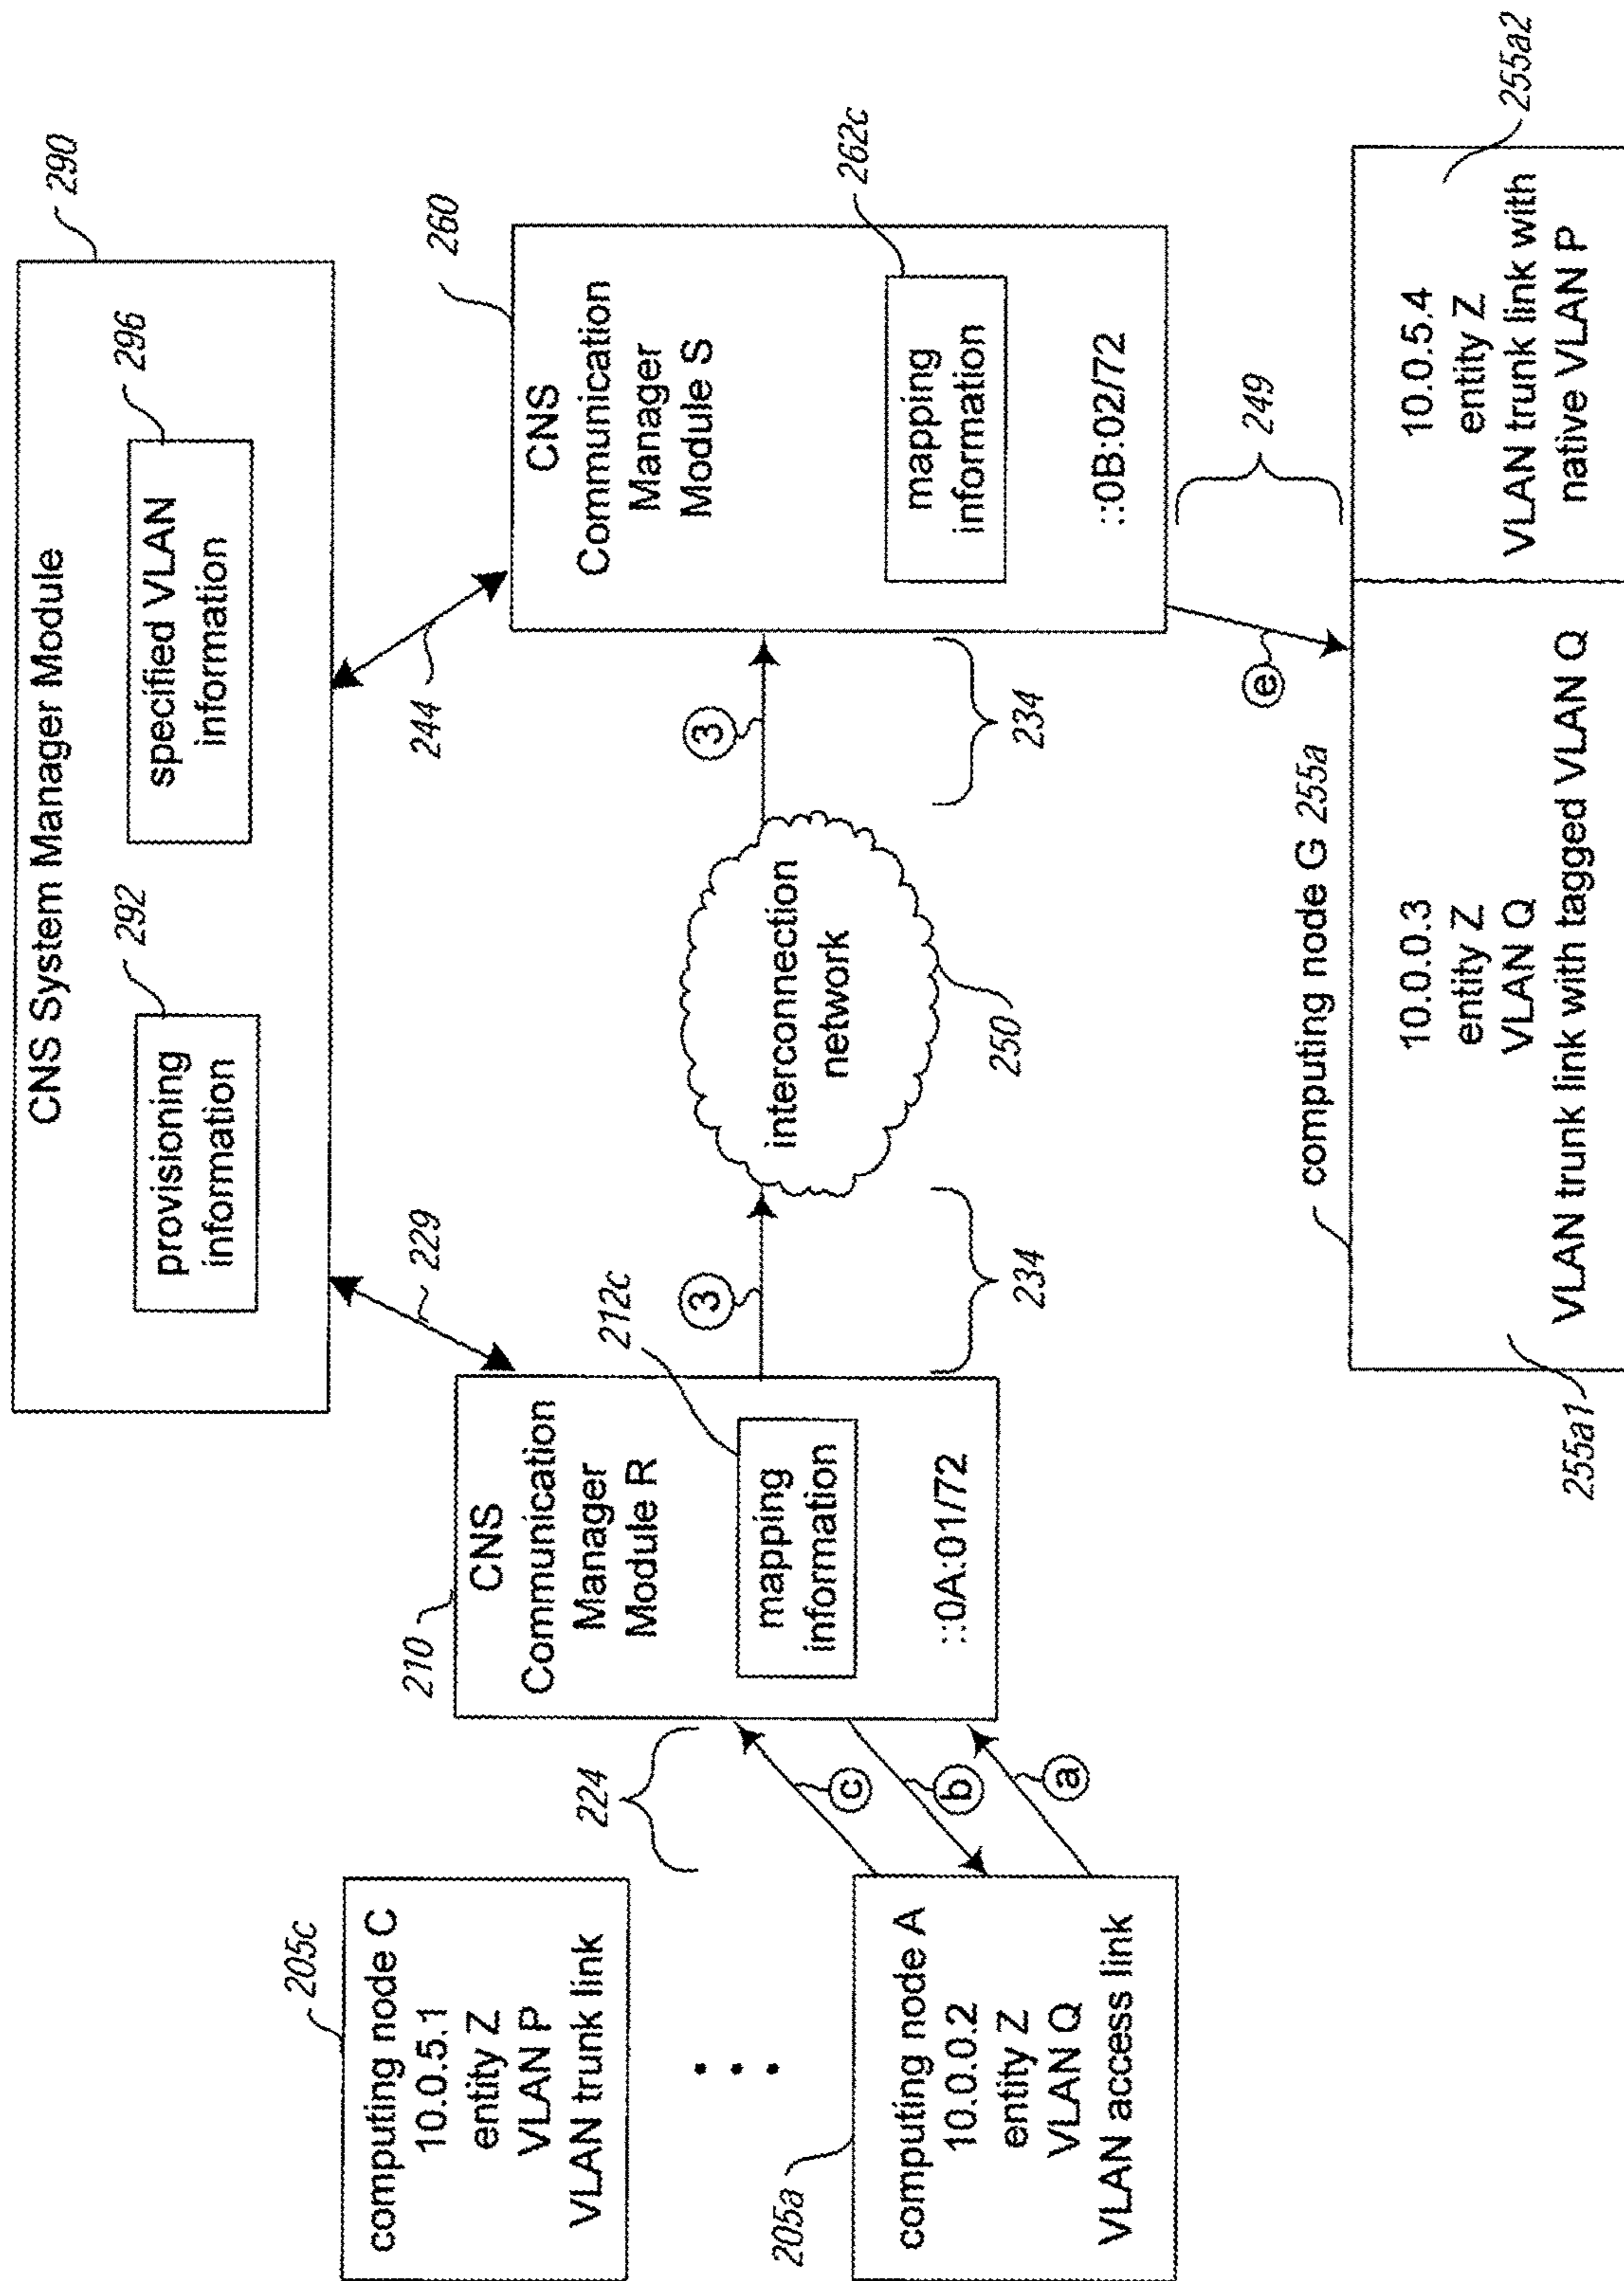 CNS System Manager Module
290
provisioning
information
292
specified VLAN
information
296
229
244
210
CNS
Communication
Manager
Module R
212c
mapping
information
::0A:01/72
260
CNS
Communication
Manager
Module S
262c
mapping
information
::0B:02/72
205c
computing node C
10.0.5.1
entity Z
VLAN P
VLAN trunk link
224
c
b
a
205a
computing node A
10.0.0.2
entity Z
VLAN Q
VLAN access link
3
234
interconnection
network
250
3
234
249
e
computing node G 255a
10.0.0.3
entity Z
VLAN Q
VLAN trunk link with tagged VLAN Q
255a1
10.0.5.4
entity Z
VLAN trunk link with
native VLAN P
255a2